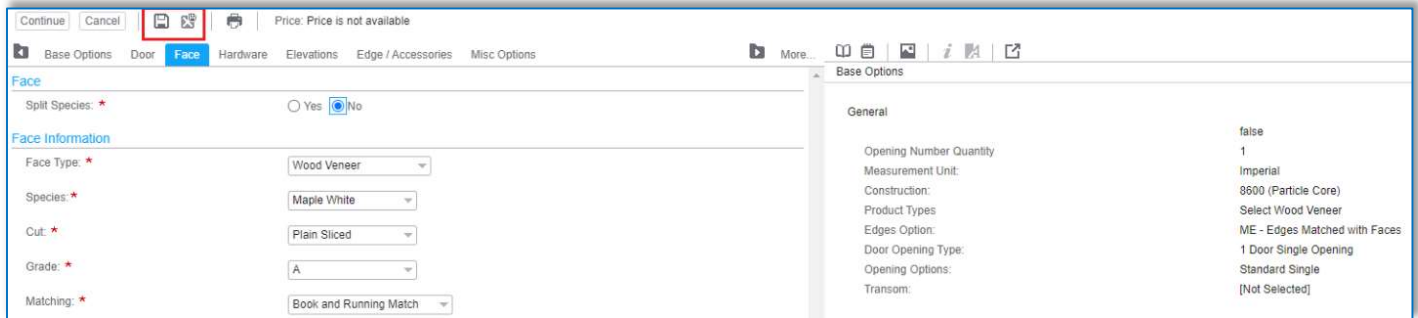 Continue Cancel Price: Price is not available
Base Options Door Face Hardware Elevations Edge / Accessories Misc Options More...
Face
Split Species: * Yes No
Face Information
Face Type: * Wood Veneer
Species: * Maple White
Cut: * Plain Sliced
Grade: * A
Matching: * Book and Running Match
Base Options
General
false
Opening Number Quantity 1
Measurement Unit: Imperial
Construction: 8600 (Particle Core)
Product Types Select Wood Veneer
Edges Option: ME - Edges Matched with Faces
Door Opening Type: 1 Door Single Opening
Opening Options: Standard Single
Transom: [Not Selected]